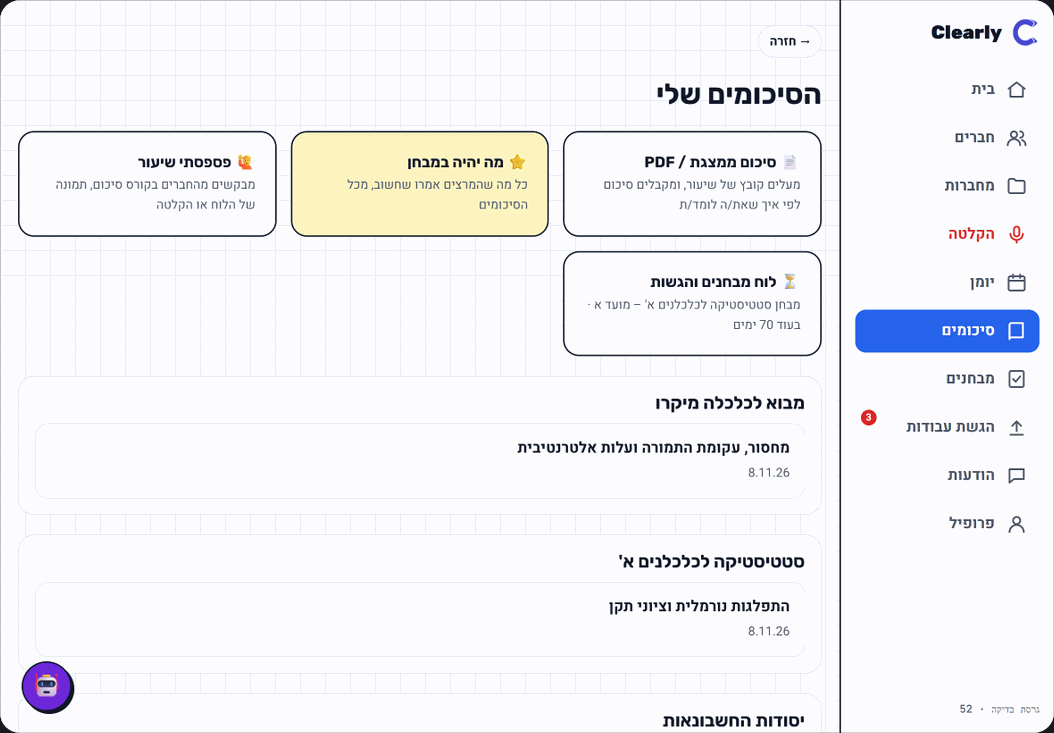 Clearly
בית
חברים
מחברות
הקלטה
יומן
סיכומים
מבחנים
הגשת עבודות
3
הודעות
פרופיל
גרסת בדיקה · 52
→ חזרה
הסיכומים שלי
סיכום ממצגת / PDF
מעלים קובץ של שיעור, ומקבלים סיכום
לפי איך שאת/ה לומד/ת
מה יהיה במבחן
כל מה שהמרצים אמרו שחשוב, מכל
הסיכומים
פספסתי שיעור
מבקשים מהחברים בקורס סיכום, תמונה
של הלוח או הקלטה
לוח מבחנים והגשות
מבחן סטטיסטיקה לכלכלנים א' – מועד א ·
בעוד 70 ימים
מבוא לכלכלה מיקרו
מחסור, עקומת התמורה ועלות אלטרנטיבית
8.11.26
סטטיסטיקה לכלכלנים א'
התפלגות נורמלית וציוני תקן
8.11.26
יסודות החשבונאות